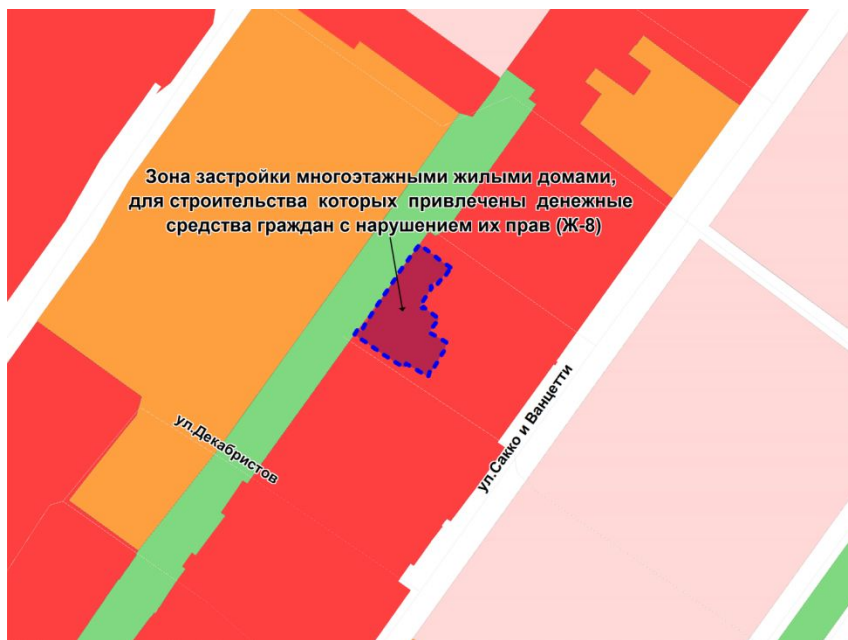 Зона застройки многоэтажными жилыми домами,
для строительства которых привлечены денежные
средства граждан с нарушением их прав (Ж-8)
ул.Декабристов
ул.Сакко и Ванцетти